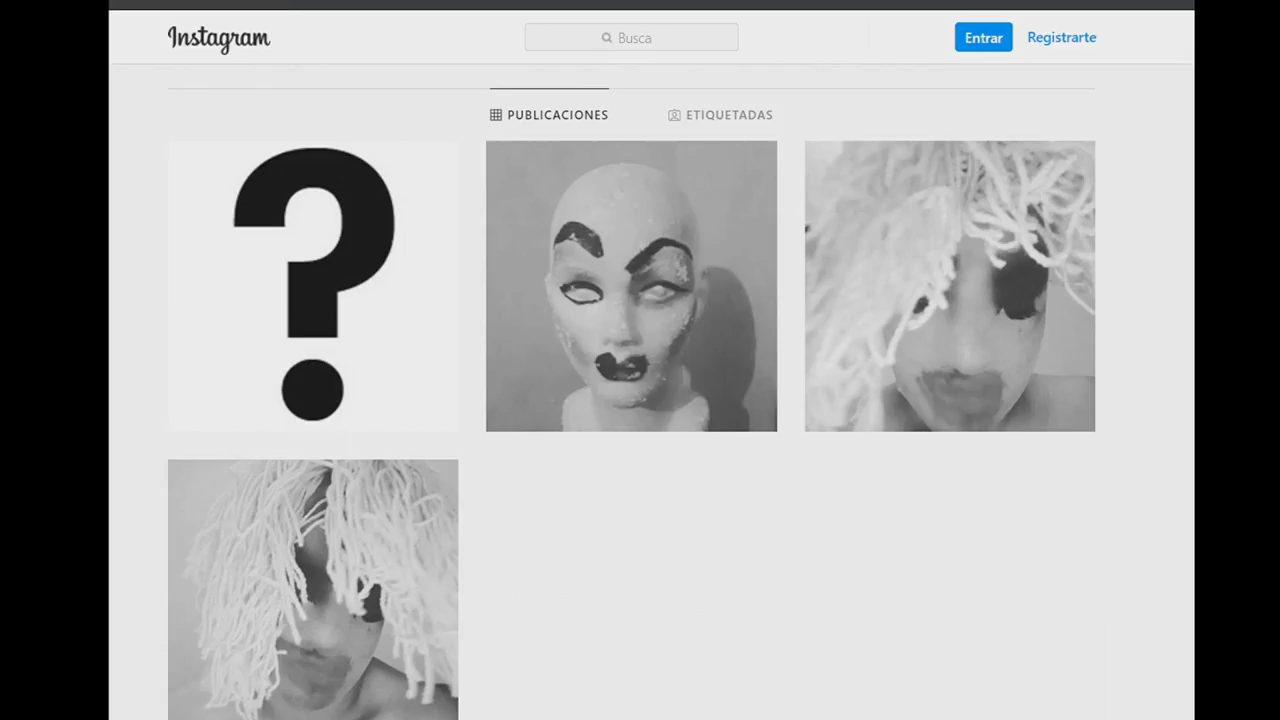 Instagram
Busca
Entrar
Registrarte
PUBLICACIONES
ETIQUETADAS
?